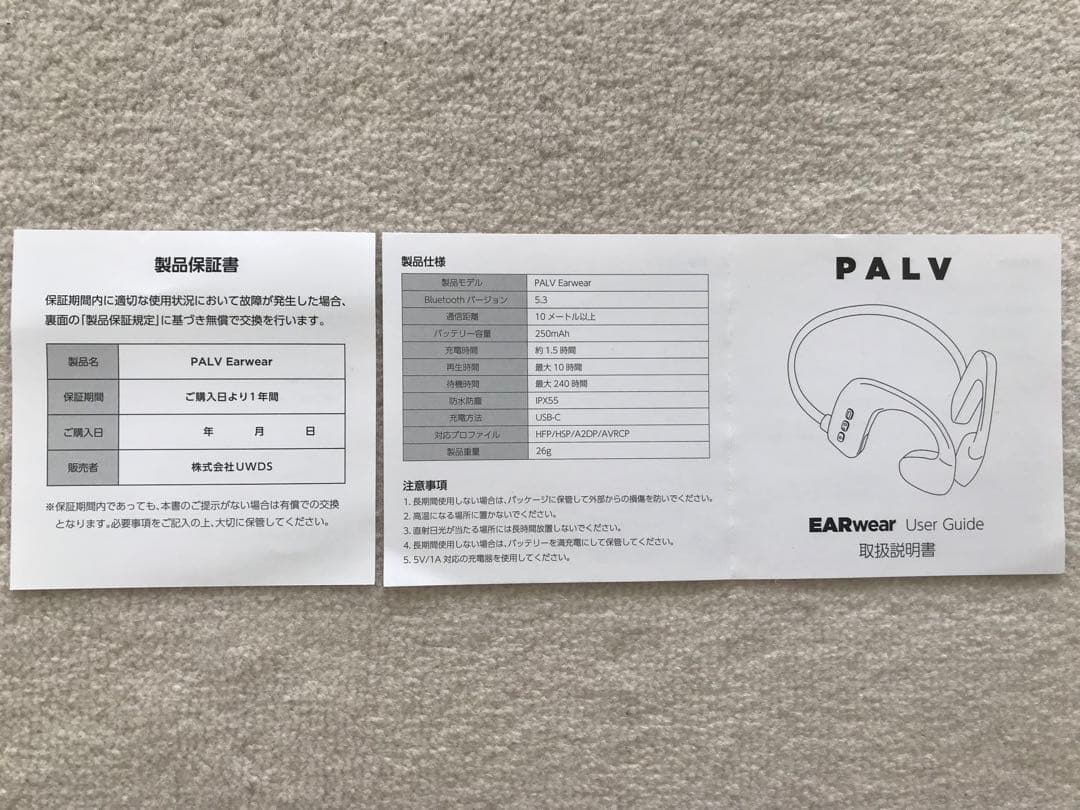 製品保証書
保証期間内に適切な使用状況において故障が発生した場合、
裏面の「製品保証規定」に基づき無償で交換を行います。
製品名 PALV Earwear
保証期間 ご購入日より1年間
ご購入日 年 月 日
販売者 株式会社UWDS
※保証期間内であっても、本書のご提示がない場合は有償での交換
となります。必要事項をご記入の上、大切に保管してください。
製品仕様
製品モデル PALV Earwear
Bluetooth バージョン 5.3
通信距離 10 メートル以上
バッテリー容量 250mAh
充電時間 約 1.5 時間
再生時間 最大 10 時間
待機時間 最大 240 時間
防水防塵 IPX55
充電方法 USB-C
対応プロファイル HFP/HSP/A2DP/AVRCP
製品重量 26g
注意事項
1. 長期間使用しない場合は、パッケージに保管して外部からの損傷を防いでください。
2. 高温になる場所に置かないでください。
3. 直射日光が当たる場所には長時間放置しないでください。
4. 長期間使用しない場合は、バッテリーを満充電にして保管してください。
5. 5V/1A 対応の充電器を使用してください。
PALV
EARwear User Guide
取扱説明書